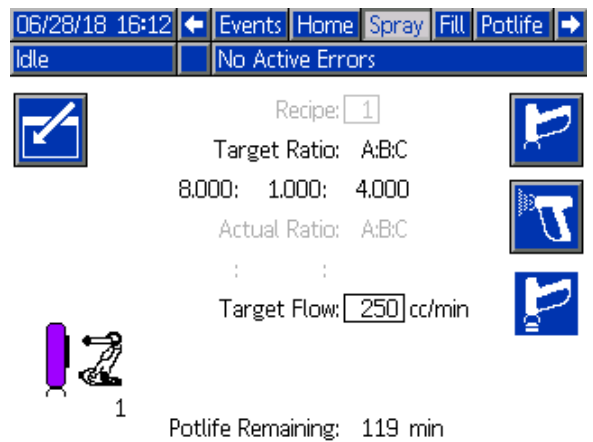 06/28/18 16:12 Events Home Spray Fill Potlife
Idle No Active Errors
Recipe: 1
Target Ratio: A:B:C
8.000: 1.000: 4.000
Actual Ratio: A:B:C
: :
Target Flow: 250 cc/min
1
Potlife Remaining: 119 min